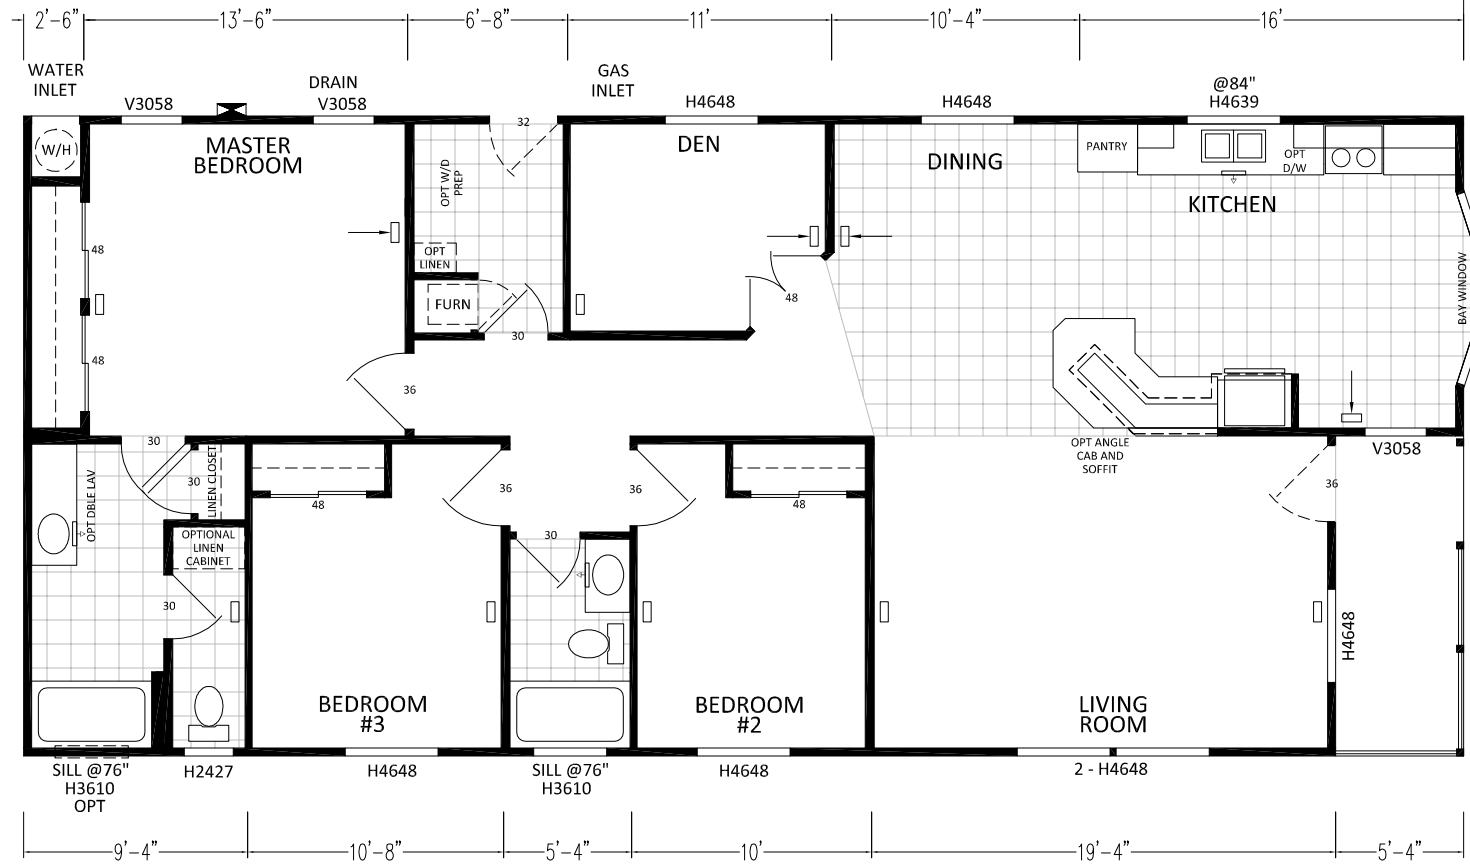 2'-6"
13'-6"
6'-8"
11'
10'-4"
16'
WATER
INLET
DRAIN
GAS
INLET
@84"
V3058
V3058
H4648
H4648
H4639
32
W/H
MASTER
BEDROOM
OPT W/D
PREP
DEN
DINING
PANTRY
OPT
D/W
KITCHEN
48
OPT
LINEN
BAY WINDOW
FURN
48
30
48
36
30
OPT ANGLE
CAB AND
SOFFIT
V3058
OPT DBLE LAV
30
LINEN CLOSET
48
36
36
48
36
OPTIONAL
LINEN
CABINET
30
30
H4648
BEDROOM
#3
BEDROOM
#2
LIVING
ROOM
SILL @76"
H3610
OPT
H2427
H4648
SILL @76"
H3610
H4648
2 - H4648
9'-4"
10'-8"
5'-4"
10'
19'-4"
5'-4"